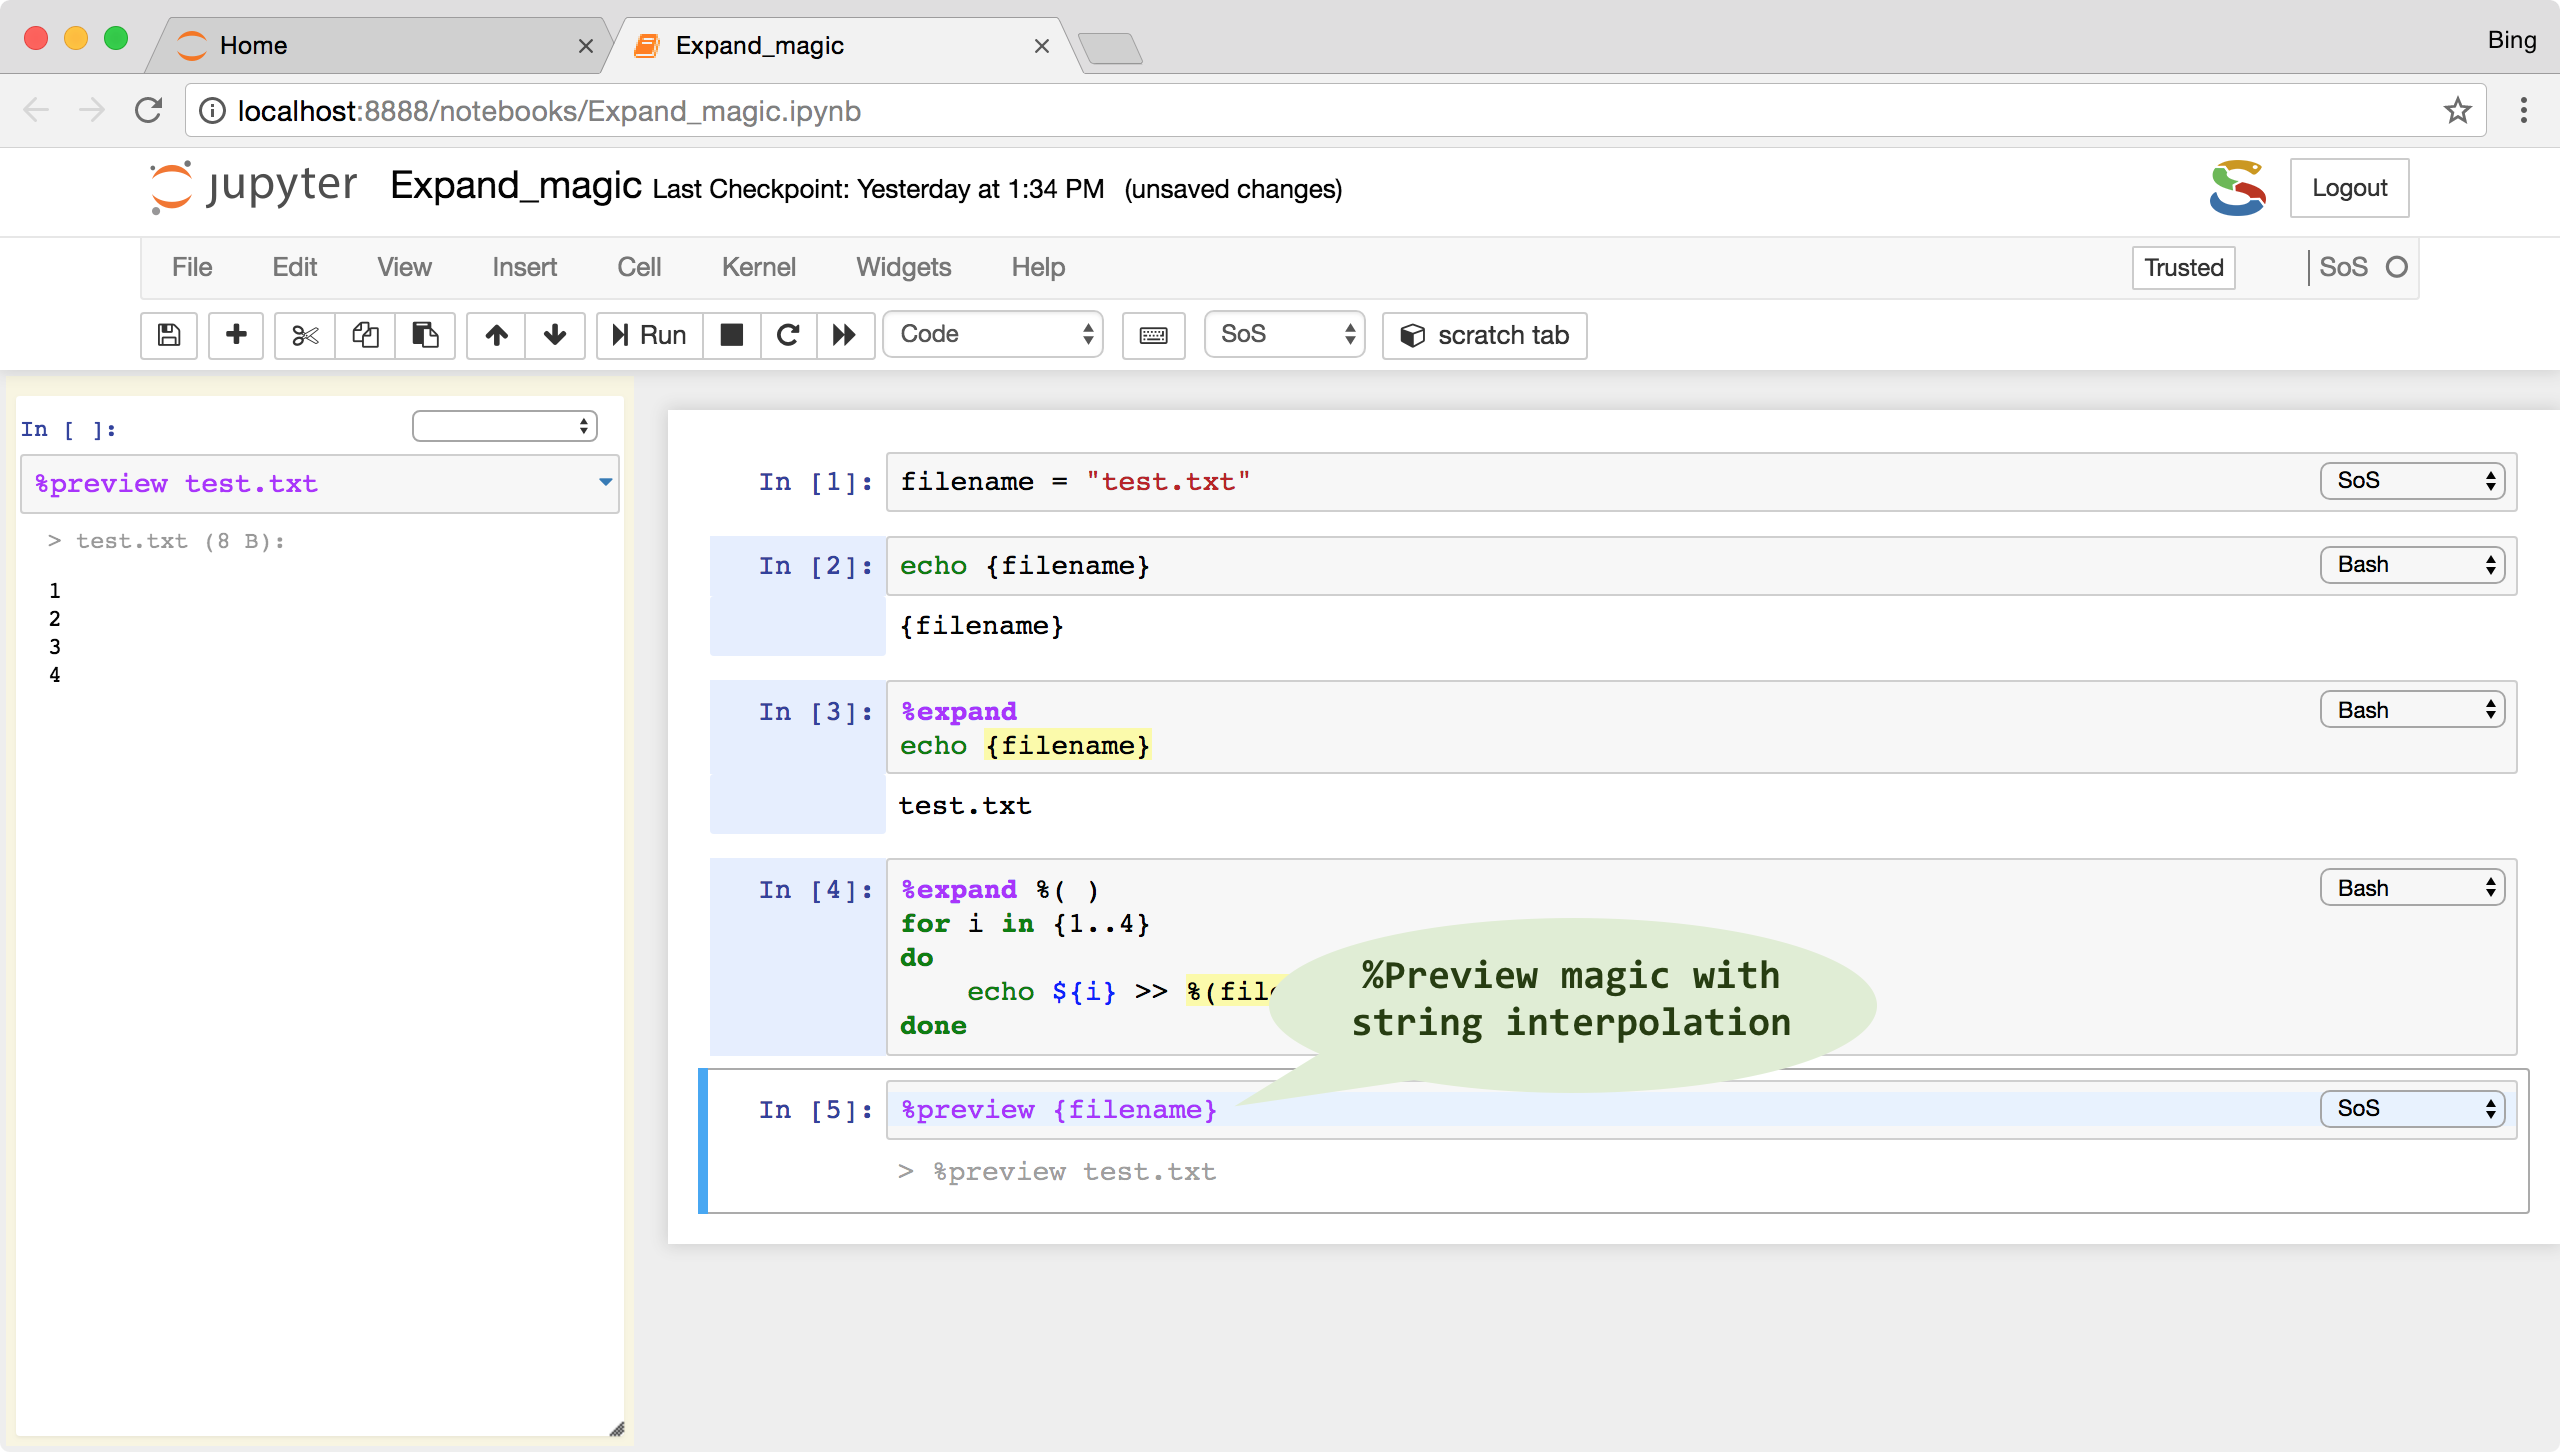 Home
Expand_magic
Bing
localhost:8888/notebooks/Expand_magic.ipynb
jupyter Expand_magic Last Checkpoint: Yesterday at 1:34 PM (unsaved changes)
Logout
File Edit View Insert Cell Kernel Widgets Help
Trusted
SoS
Run
Code
SoS
scratch tab
In [ ]:
%preview test.txt
> test.txt (8 B):
1
2
3
4
In [1]: filename = "test.txt"
SoS
In [2]: echo {filename}
Bash
{filename}
In [3]: %expand
Bash
echo {filename}
test.txt
In [4]: %expand %( )
Bash
for i in {1..4}
do
echo ${i} >>
done
%Preview magic with
string interpolation
In [5]: %preview {filename}
SoS
> %preview test.txt